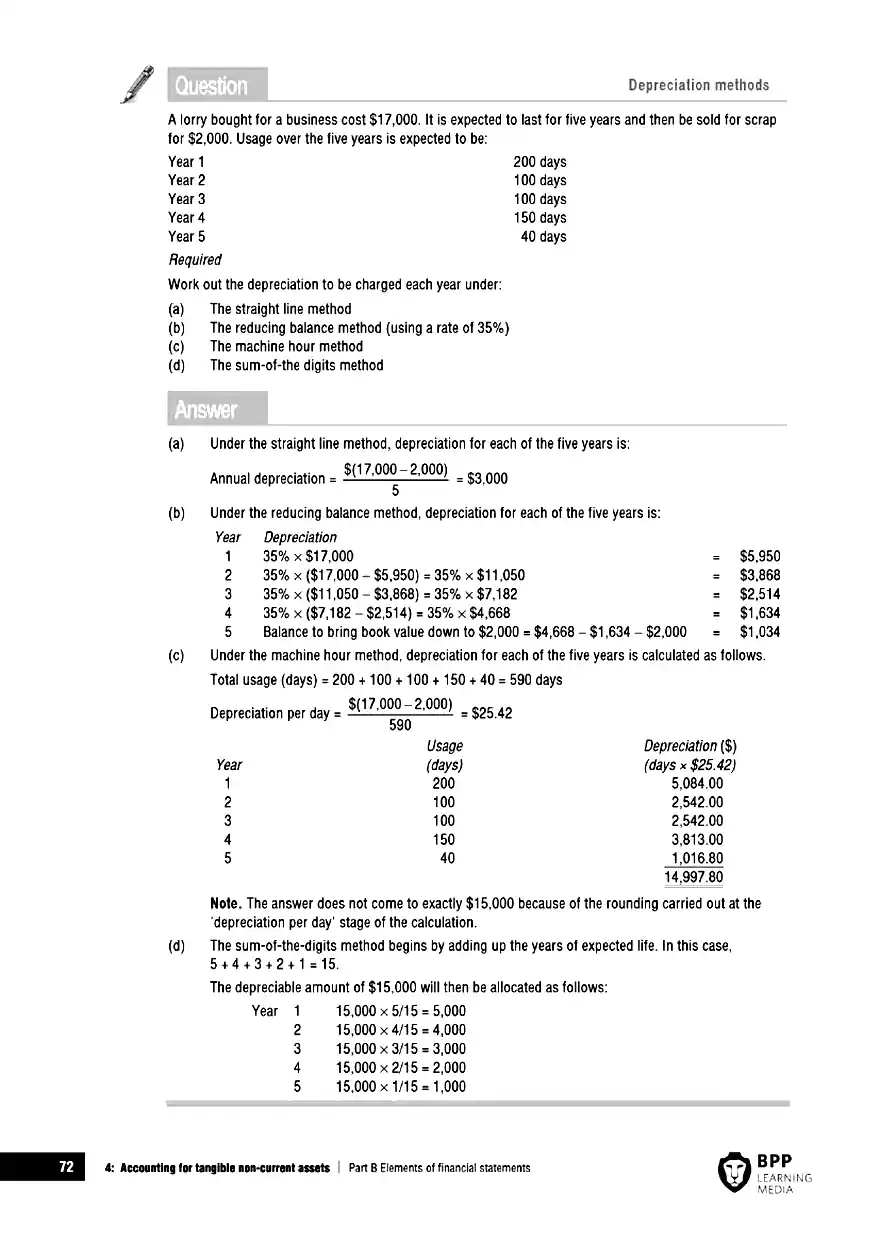 Question
Depreciation methods
A lorry bought for a business cost $17,000. It is expected to last for five years and then be sold for scrap
for $2,000. Usage over the five years is expected to be:
Year 1 200 days
Year 2 100 days
Year 3 100 days
Year 4 150 days
Year 5 40 days
Required
Work out the depreciation to be charged each year under:
(a) The straight line method
(b) The reducing balance method (using a rate of 35%)
(c) The machine hour method
(d) The sum-of-the digits method
Answer
(a) Under the straight line method, depreciation for each of the five years is:
Annual depreciation = $(17,000 – 2,000) / 5 = $3,000
(b) Under the reducing balance method, depreciation for each of the five years is:
Year Depreciation
1 35% × $17,000 = $5,950
2 35% × ($17,000 – $5,950) = 35% × $11,050 = $3,868
3 35% × ($11,050 – $3,868) = 35% × $7,182 = $2,514
4 35% × ($7,182 – $2,514) = 35% × $4,668 = $1,634
5 Balance to bring book value down to $2,000 = $4,668 – $1,634 – $2,000 = $1,034
(c) Under the machine hour method, depreciation for each of the five years is calculated as follows.
Total usage (days) = 200 + 100 + 100 + 150 + 40 = 590 days
Depreciation per day = $(17,000 – 2,000) / 590 = $25.42
Usage Depreciation ($)
Year (days) (days × $25.42)
1 200 5,084.00
2 100 2,542.00
3 100 2,542.00
4 150 3,813.00
5 40 1,016.80
14,997.80
Note. The answer does not come to exactly $15,000 because of the rounding carried out at the
'depreciation per day' stage of the calculation.
(d) The sum-of-the-digits method begins by adding up the years of expected life. In this case,
5 + 4 + 3 + 2 + 1 = 15.
The depreciable amount of $15,000 will then be allocated as follows:
Year 1 15,000 × 5/15 = 5,000
2 15,000 × 4/15 = 4,000
3 15,000 × 3/15 = 3,000
4 15,000 × 2/15 = 2,000
5 15,000 × 1/15 = 1,000
72 4: Accounting for tangible non-current assets | Part B Elements of financial statements
BPP
LEARNING
MEDIA